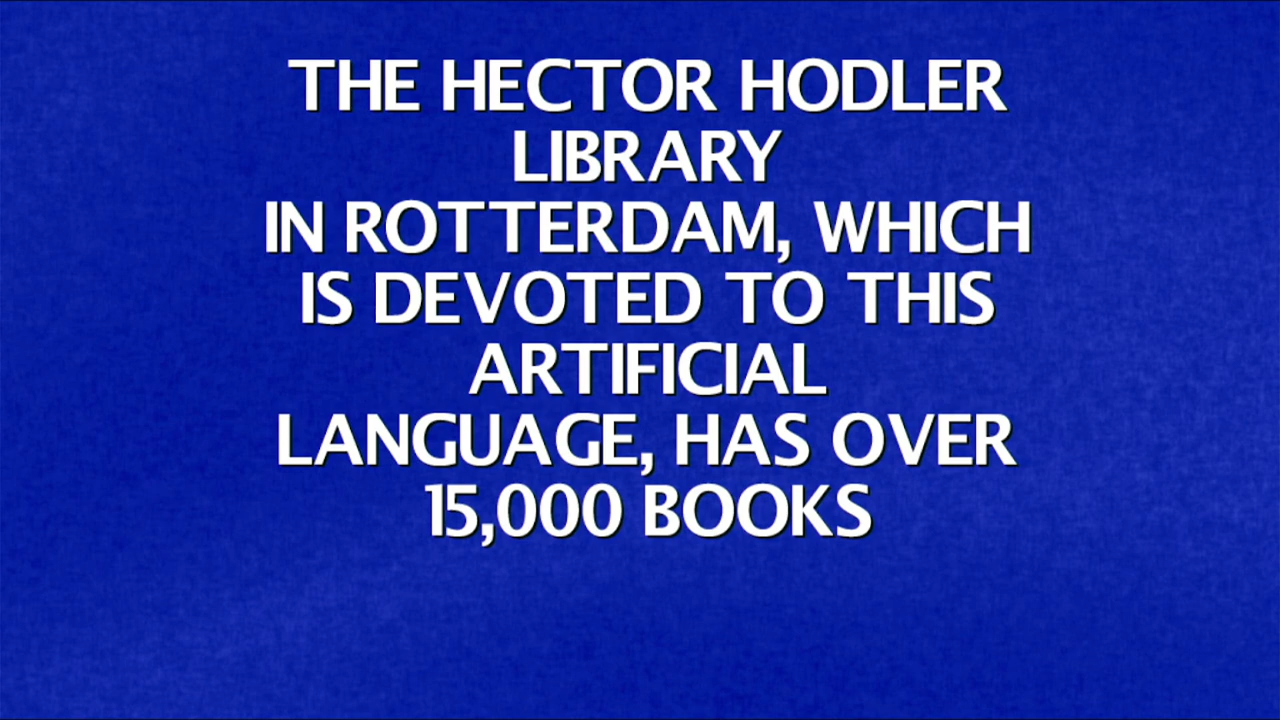 THE HECTOR HODLER
LIBRARY
IN ROTTERDAM, WHICH
IS DEVOTED TO THIS
ARTIFICIAL
LANGUAGE, HAS OVER
15,000 BOOKS